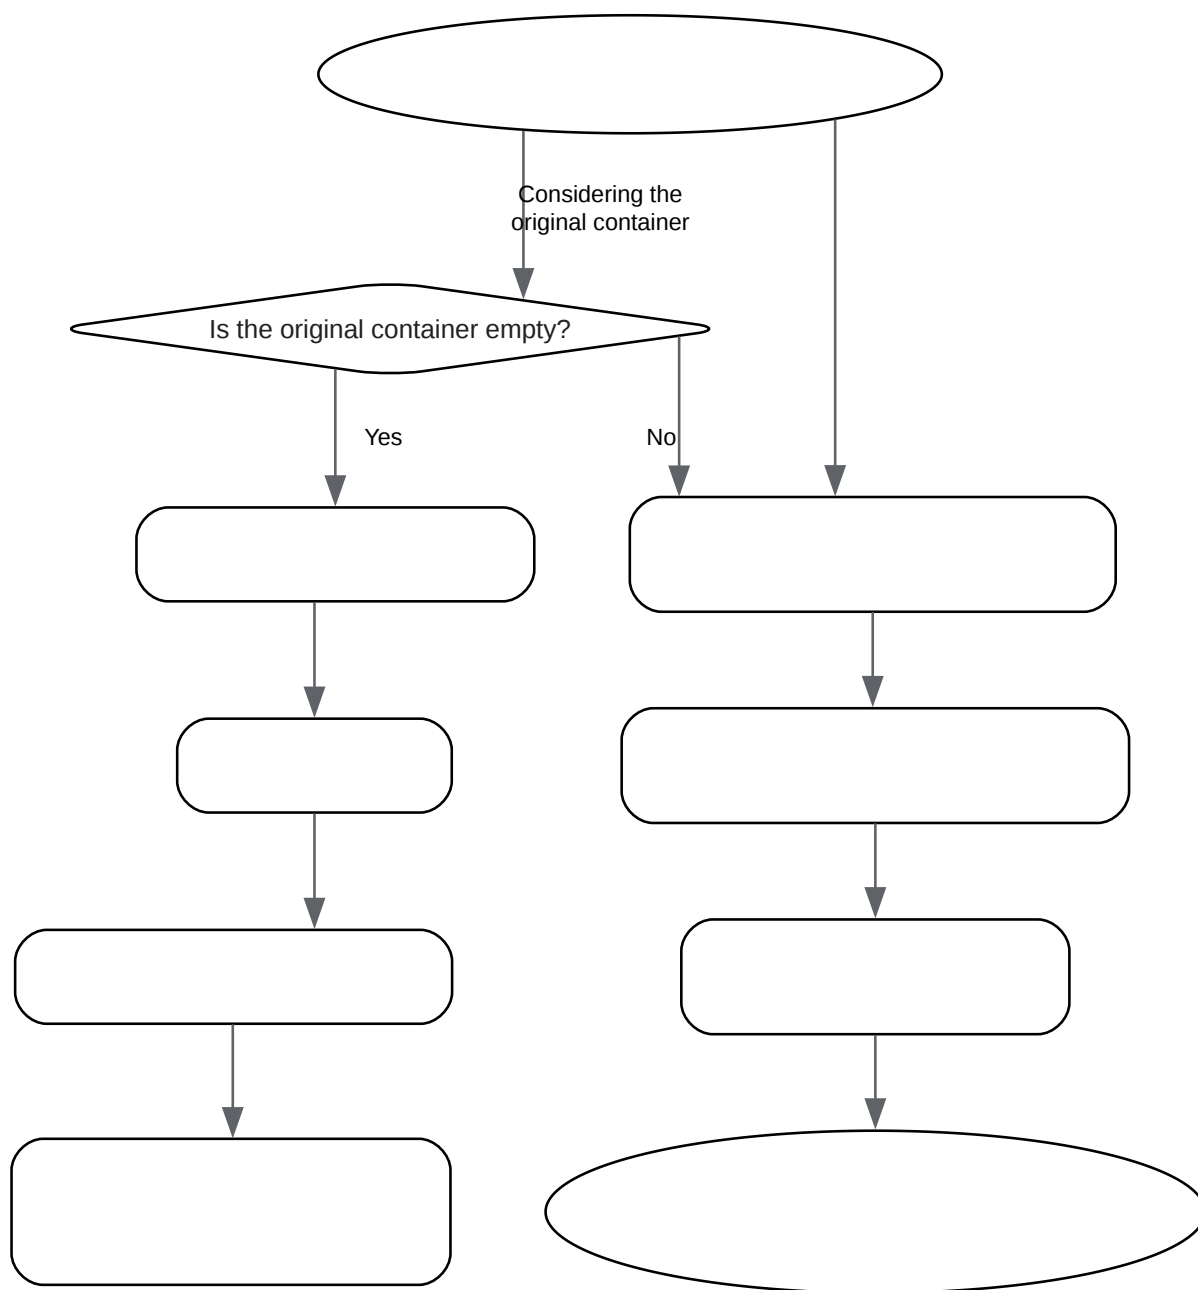 Considering the
original container
Is the original container empty?
Yes
No